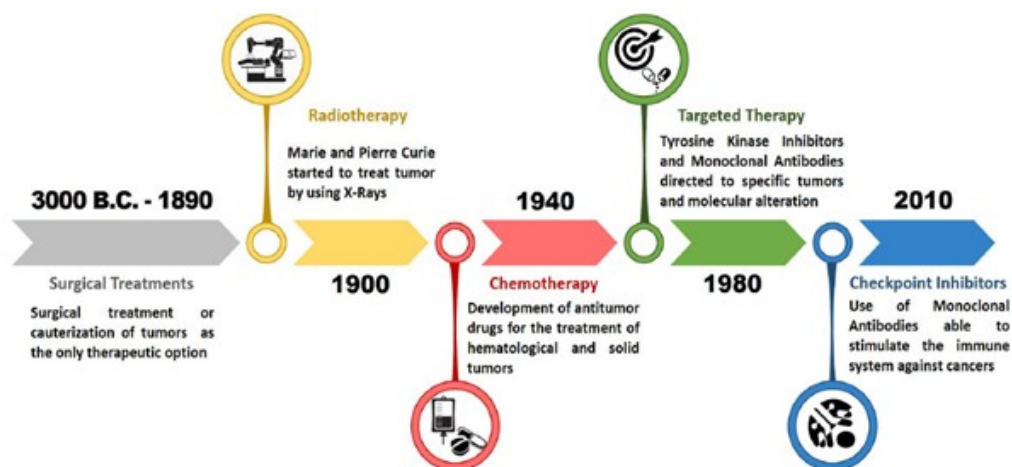 3000 B.C. - 1890
Surgical Treatments
Surgical treatment or
cauterization of tumors as
the only therapeutic option
Radiotherapy
Marie and Pierre Curie
started to treat tumor
by using X-Rays
1900
1940
Chemotherapy
Development of antitumor
drugs for the treatment of
hematological and solid
tumors
Targeted Therapy
Tyrosine Kinase Inhibitors
and Monoclonal Antibodies
directed to specific tumors
and molecular alteration
1980
2010
Checkpoint Inhibitors
Use of Monoclonal
Antibodies able to
stimulate the immune
system against cancers